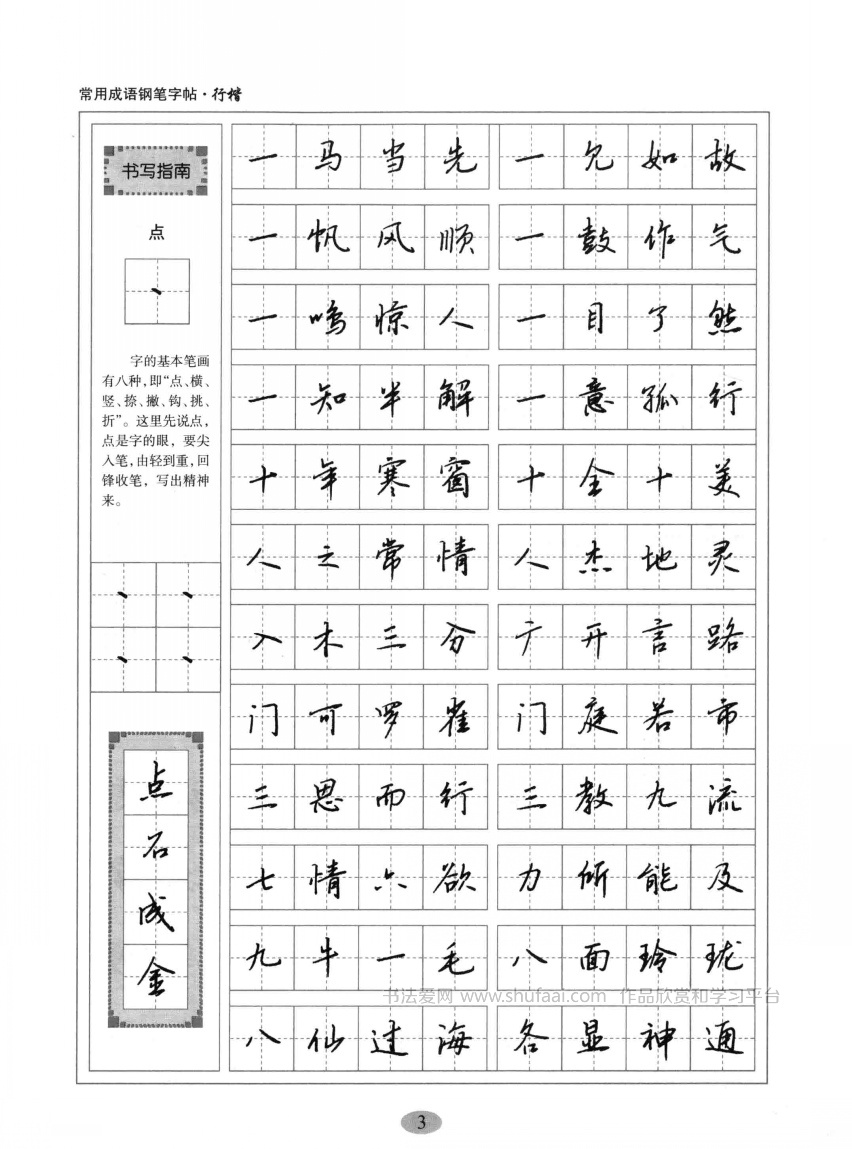 常用成语钢笔字帖·行楷
书写指南
点
丶
字的基本笔画
有八种,即“点、横、
竖、捺、撇、钩、挑、
折”。这里先说点,
点是字的眼，要尖
入笔,由轻到重,回
锋收笔，写出精神
来。
丶 丶
丶 丶
点
石
成
金
一马当先 一见如故
一帆风顺 一鼓作气
一鸣惊人 一目了然
一知半解 一意孤行
十年寒窗 十全十美
人之常情 人杰地灵
入木三分 广开言路
门可罗雀 门庭若市
三思而行 三教九流
七情六欲 力所能及
九牛一毛 八面玲珑
书法爱网 www.shufaai.com 作品欣赏和学习平台
八仙过海 各显神通
3